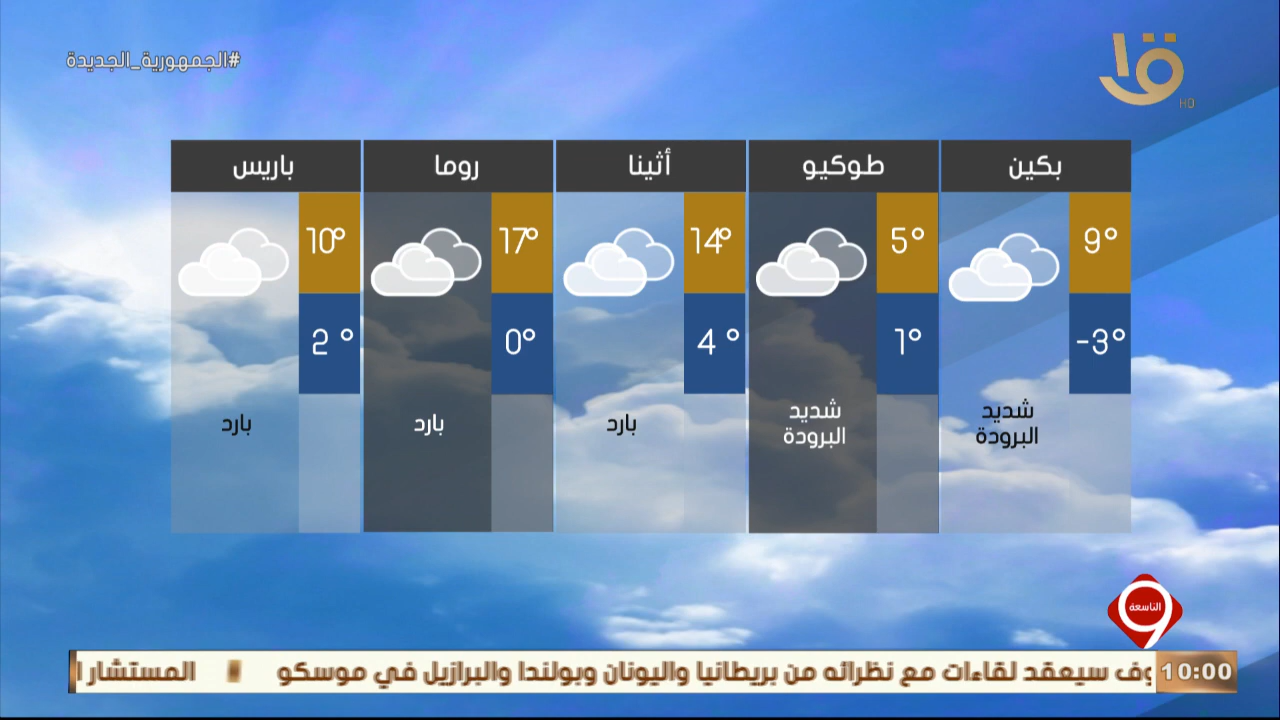 #الجمهورية_الجديدة
HD
بكين
9°
-3°
شديد
البرودة
طوكيو
5°
1°
شديد
البرودة
أثينا
14°
4 °
بارد
روما
17°
0°
بارد
باريس
10°
2 °
بارد
التاسعة
9
10:00
سيعقد لقاءات مع نظرائه من بريطانيا واليونان وبولندا والبرازيل في موسكو
المستشار